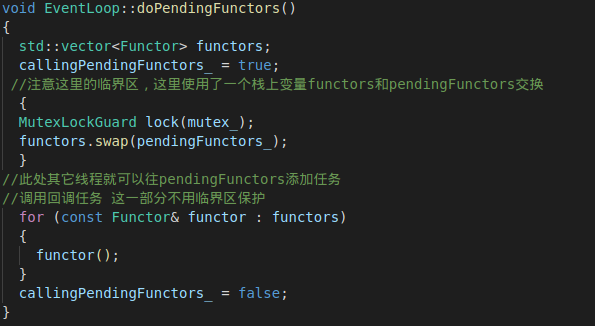 void EventLoop::doPendingFunctors()
{
  std::vector<Functor> functors;
  callingPendingFunctors_ = true;
 //注意这里的临界区，这里使用了一个栈上变量functors和pendingFunctors交换
  {
  MutexLockGuard lock(mutex_);
  functors.swap(pendingFunctors_);
  }
//此处其它线程就可以往pendingFunctors添加任务
//调用回调任务 这一部分不用临界区保护
  for (const Functor& functor : functors)
  {
    functor();
  }
  callingPendingFunctors_ = false;
}